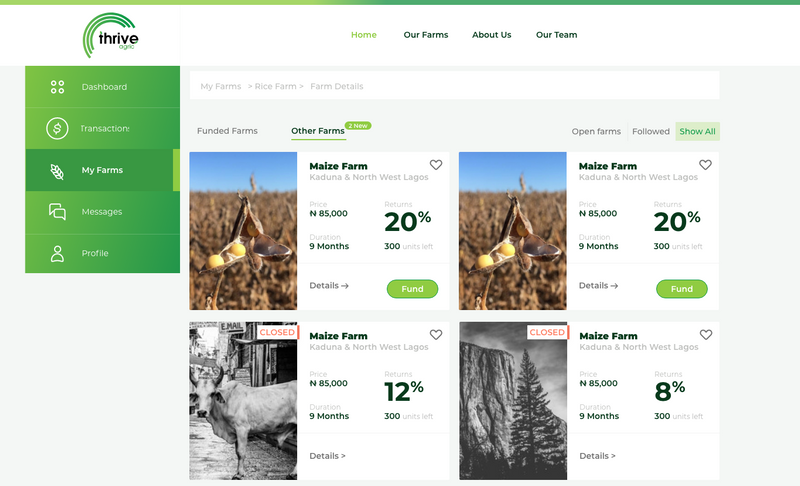 thrive
agric
Home Our Farms About Us Our Team
Dashboard
Transactions
My Farms
Messages
Profile
My Farms > Rice Farm > Farm Details
Funded Farms Other Farms 2 New Open farms Followed Show All
Maize Farm
Kaduna & North West Lagos
Price Returns
₦ 85,000 20%
Duration
9 Months 300 units left
Details →
Fund
Maize Farm
Kaduna & North West Lagos
Price Returns
₦ 85,000 20%
Duration
9 Months 300 units left
Details →
Fund
E.MAIL
CLOSED
Maize Farm
Kaduna & North West Lagos
Price Returns
₦ 85,000 12%
Duration
9 Months 300 units left
Details >
CLOSED
Maize Farm
Kaduna & North West Lagos
Price Returns
₦ 85,000 8%
Duration
9 Months 300 units left
Details >